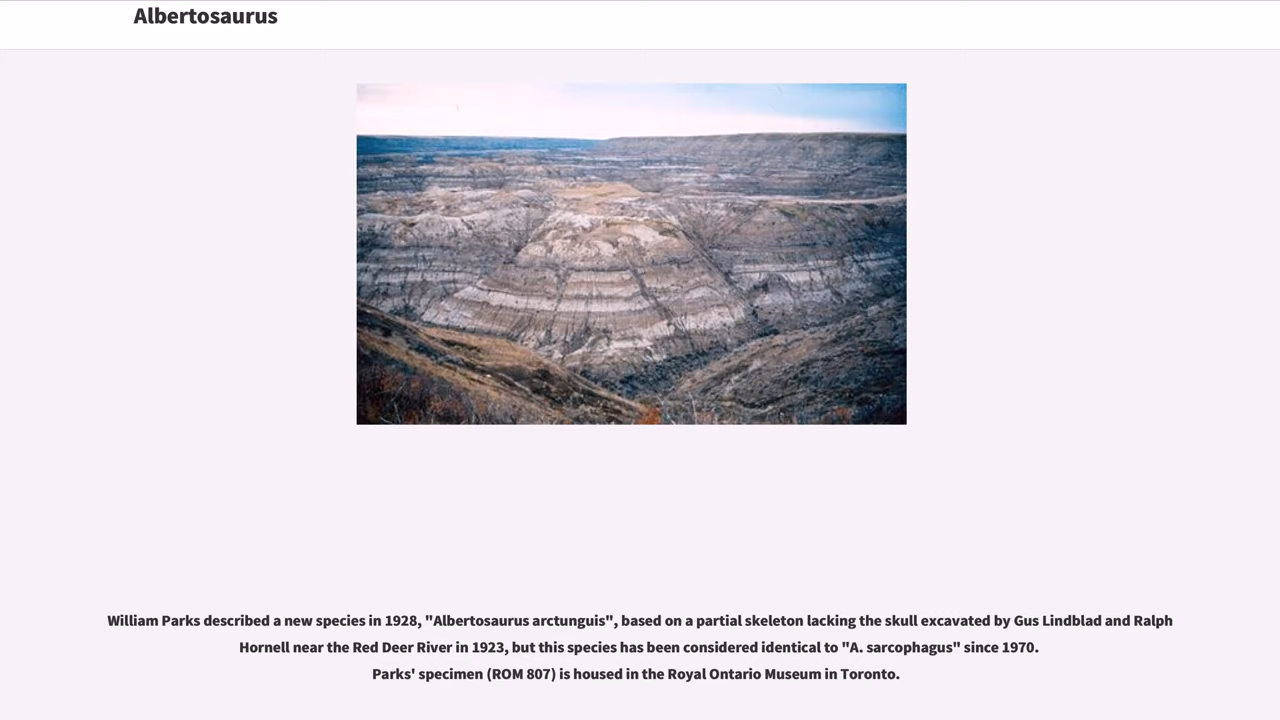 Albertosaurus
William Parks described a new species in 1928, "Albertosaurus arctunguis", based on a partial skeleton lacking the skull excavated by Gus Lindblad and Ralph
Hornell near the Red Deer River in 1923, but this species has been considered identical to "A. sarcophagus" since 1970.
Parks' specimen (ROM 807) is housed in the Royal Ontario Museum in Toronto.